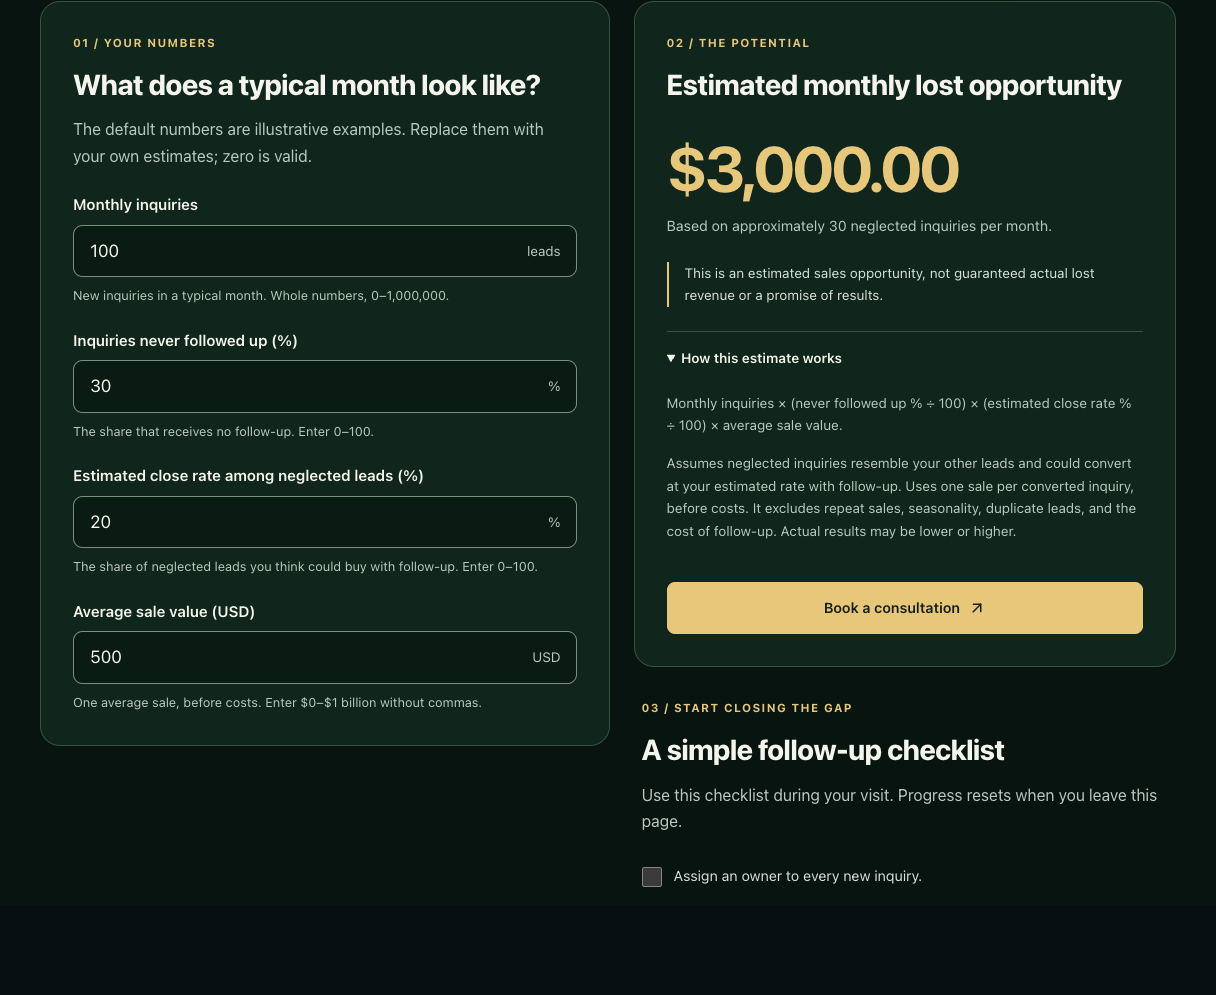 01 / YOUR NUMBERS
What does a typical month look like?
The default numbers are illustrative examples. Replace them with
your own estimates; zero is valid.
Monthly inquiries
100 leads
New inquiries in a typical month. Whole numbers, 0–1,000,000.
Inquiries never followed up (%)
30 %
The share that receives no follow-up. Enter 0–100.
Estimated close rate among neglected leads (%)
20 %
The share of neglected leads you think could buy with follow-up. Enter 0–100.
Average sale value (USD)
500 USD
One average sale, before costs. Enter $0–$1 billion without commas.
02 / THE POTENTIAL
Estimated monthly lost opportunity
$3,000.00
Based on approximately 30 neglected inquiries per month.
This is an estimated sales opportunity, not guaranteed actual lost
revenue or a promise of results.
▼ How this estimate works
Monthly inquiries × (never followed up % ÷ 100) × (estimated close rate %
÷ 100) × average sale value.
Assumes neglected inquiries resemble your other leads and could convert
at your estimated rate with follow-up. Uses one sale per converted inquiry,
before costs. It excludes repeat sales, seasonality, duplicate leads, and the
cost of follow-up. Actual results may be lower or higher.
Book a consultation ↗
03 / START CLOSING THE GAP
A simple follow-up checklist
Use this checklist during your visit. Progress resets when you leave this
page.
Assign an owner to every new inquiry.